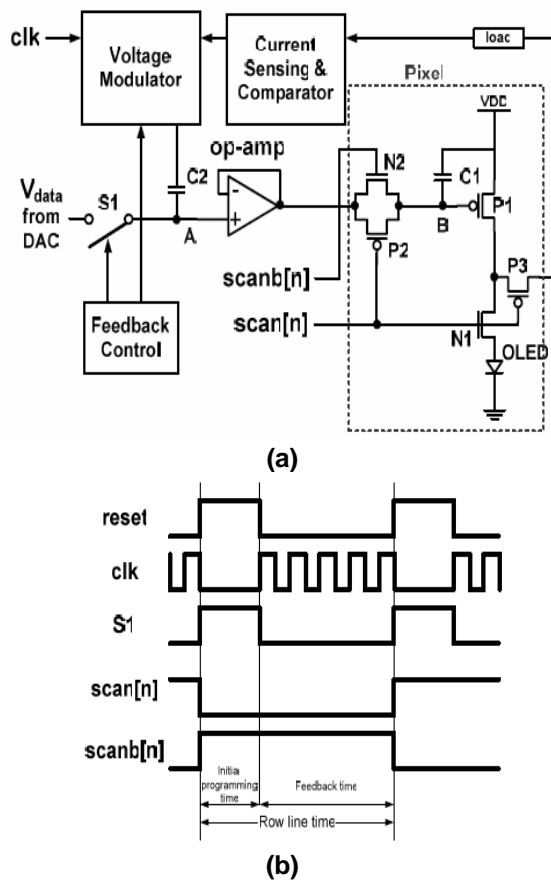 clk
Voltage
Modulator
Current
Sensing &
Comparator
Ioac
Pixel
VDD
op-amp
N2
C1
C2
Vdata
from
DAC
S1
A
-
+
B
P1
P2
P3
scanb[n]
scan[n]
Feedback
Control
N1
OLED
(a)
reset
clk
S1
scan[n]
scanb[n]
Initial
programming
time
Feedback time
Row line time
(b)